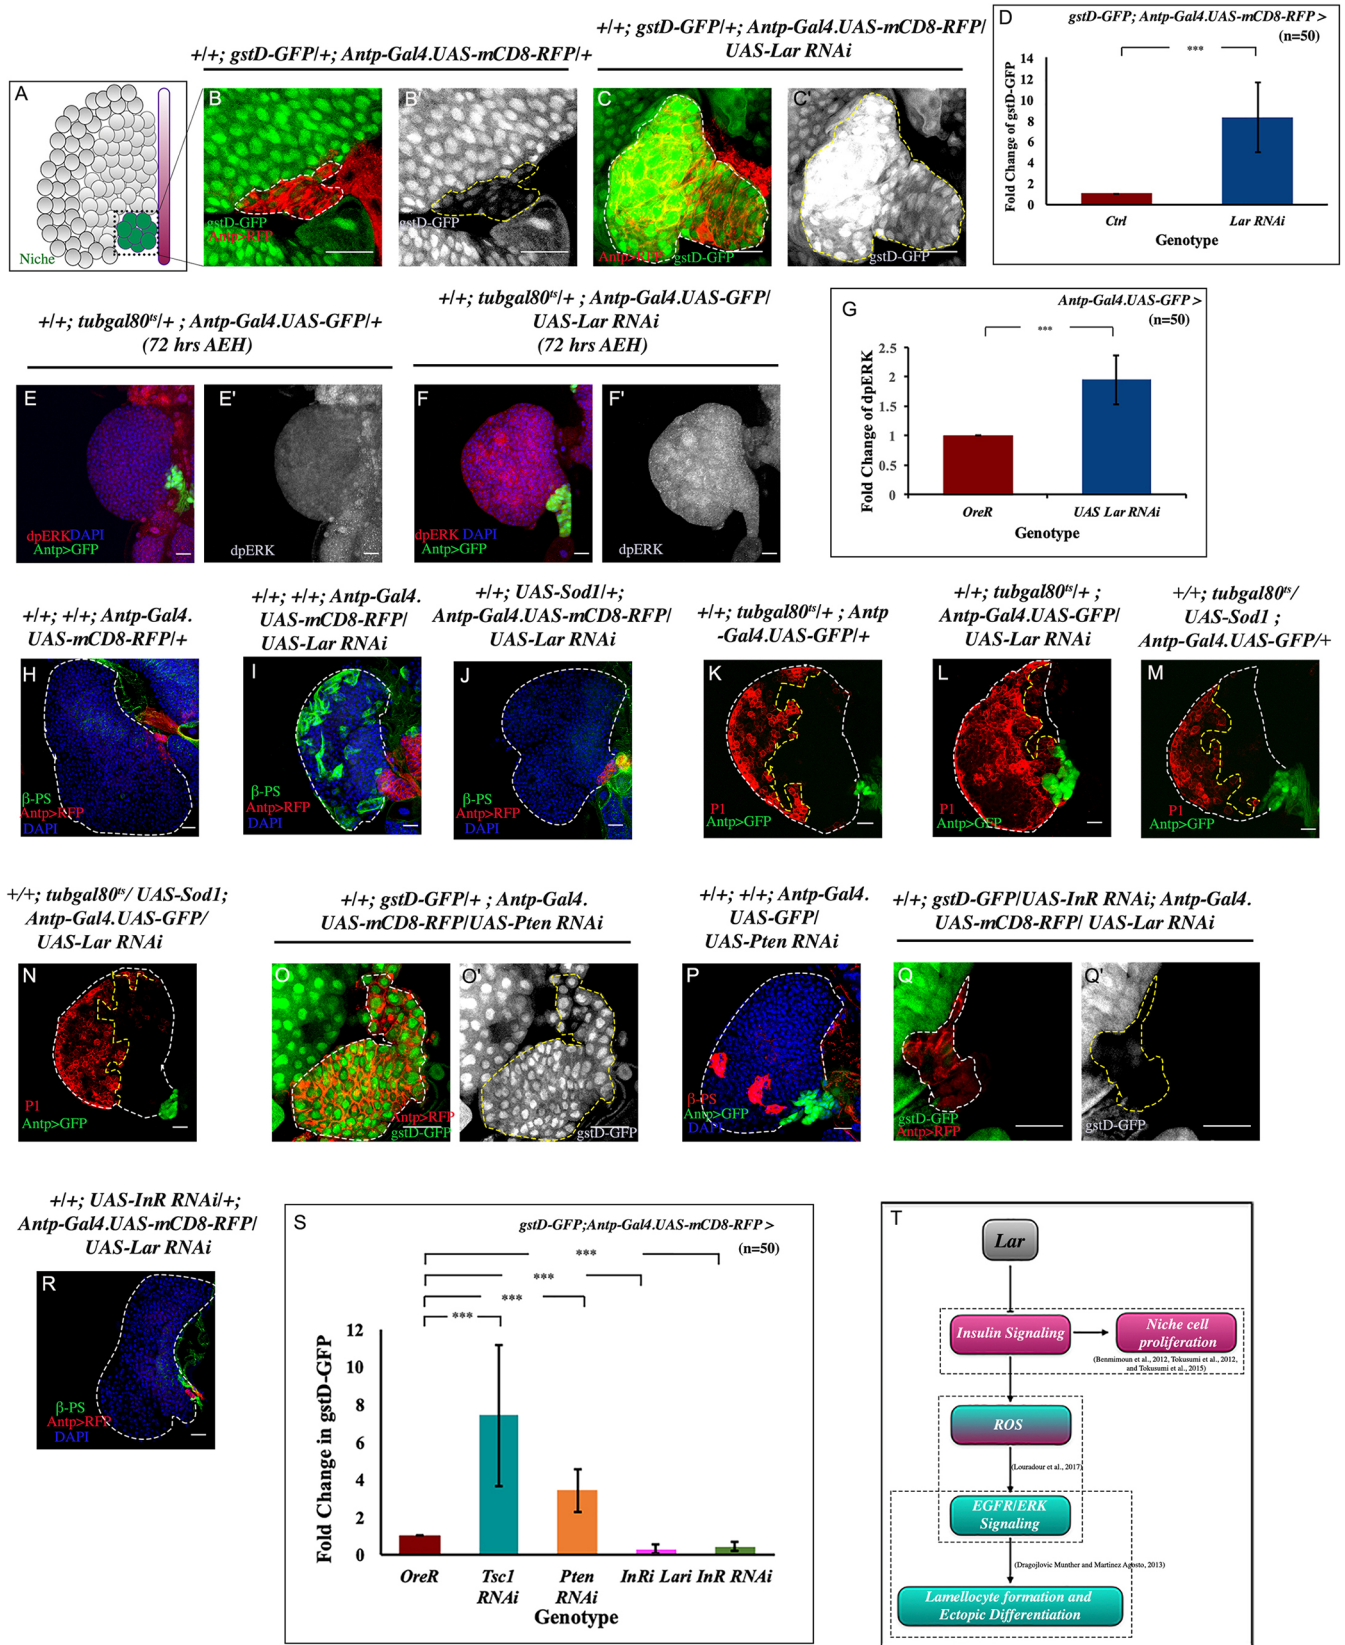 +/+; gstD-GFP/+; Antp-Gal4.UAS-mCD8-RFP/+
+/+; gstD-GFP/+; Antp-Gal4.UAS-mCD8-RFP/
UAS-Lar RNAi
A
Niche
B
gstD-GFP
Antp>RFP
B'
gstD-GFP
C
Antp>RFP gstD-GFP
C'
gstD-GFP
D
gstD-GFP; Antp-Gal4.UAS-mCD8-RFP >
(n=50)
***
Fold Change of gstD-GFP
14
12
10
8
6
4
2
0
Ctrl
Lar RNAi
Genotype
+/+; tubgal80ts/+ ; Antp-Gal4.UAS-GFP/+
(72 hrs AEH)
+/+; tubgal80ts/+ ; Antp-Gal4.UAS-GFP/
UAS-Lar RNAi
(72 hrs AEH)
E
dpERK DAPI
Antp>GFP
E'
dpERK
F
dpERK DAPI
Antp>GFP
F'
dpERK
G
Antp-Gal4.UAS-GFP >
(n=50)
***
Fold Change of dpERK
2.5
2
1.5
1
0.5
0
OreR
UAS Lar RNAi
Genotype
+/+; +/+; Antp-Gal4.
UAS-mCD8-RFP/+
H
β-PS
Antp>RFP
DAPI
+/+; +/+; Antp-Gal4.
UAS-mCD8-RFP/
UAS-Lar RNAi
I
β-PS
Antp>RFP
DAPI
+/+; UAS-Sod1/+;
Antp-Gal4.UAS-mCD8-RFP/
UAS-Lar RNAi
J
β-PS
Antp>RFP
DAPI
+/+; tubgal80ts/+ ; Antp
-Gal4.UAS-GFP/+
K
P1
Antp>GFP
+/+; tubgal80ts/+ ;
Antp-Gal4.UAS-GFP/
UAS-Lar RNAi
L
P1
Antp>GFP
+/+; tubgal80ts/
UAS-Sod1 ;
Antp-Gal4.UAS-GFP/+
M
P1
Antp>GFP
+/+; tubgal80ts/ UAS-Sod1;
Antp-Gal4.UAS-GFP/
UAS-Lar RNAi
N
P1
Antp>GFP
+/+; gstD-GFP/+ ; Antp-Gal4.
UAS-mCD8-RFP/UAS-Pten RNAi
O
Antp>RFP
gstD-GFP
O'
gstD-GFP
+/+; +/+; Antp-Gal4.
UAS-GFP/
UAS-Pten RNAi
P
β-PS
Antp>GFP
DAPI
+/+; gstD-GFP/UAS-InR RNAi; Antp-Gal4.
UAS-mCD8-RFP/ UAS-Lar RNAi
Q
gstD-GFP
Antp>RFP
Q'
gstD-GFP
+/+; UAS-InR RNAi/+;
Antp-Gal4.UAS-mCD8-RFP/
UAS-Lar RNAi
R
β-PS
Antp>RFP
DAPI
S
gstD-GFP;Antp-Gal4.UAS-mCD8-RFP >
(n=50)
***
***
***
***
Fold Change in gstD-GFP
12
10
8
6
4
2
0
OreR
Tsc1
RNAi
Pten
RNAi
InRi Lari
InR RNAi
Genotype
T
Lar
Insulin Signaling
Niche cell
proliferation
(Benmimoun et al., 2012, Tokusumi et al., 2012,
and Tokusumi et al., 2015)
ROS
(Louradour et al., 2017)
EGFR/ERK
Signaling
(Dragojlovic Munther and Martinez Agosto, 2013)
Lamellocyte formation and
Ectopic Differentiation